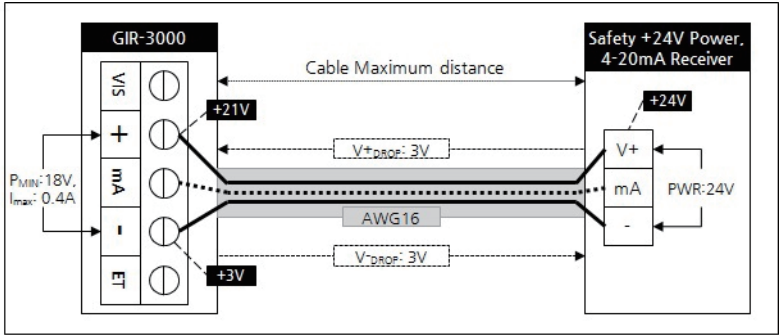 GIR-3000
Safety +24V Power,
4-20mA Receiver
Cable Maximum distance
VIS
+
mA
-
ET
+21V
+24V
V+DROP: 3V
V+
mA
-
PMIN:18V,
Imax: 0.4A
PWR:24V
AWG16
V-DROP: 3V
+3V